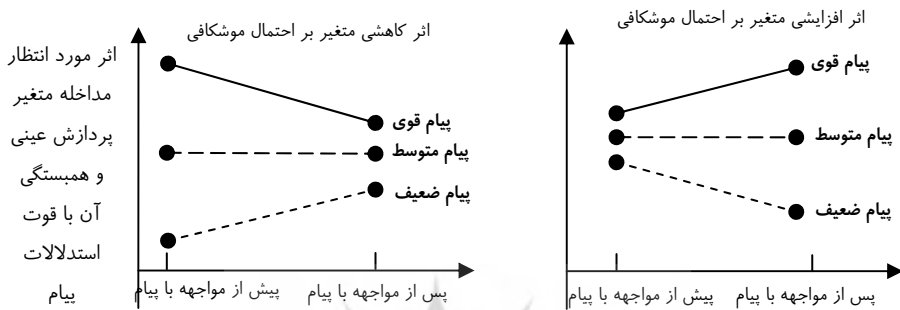 اثر افزایشی متغیر بر احتمال موشکافی
پیام قوی
پیام متوسط
پیام ضعیف
پیش از مواجهه با پیام
پس از مواجهه با پیام
اثر کاهشی متغیر بر احتمال موشکافی
پیام قوی
پیام متوسط
پیام ضعیف
پیش از مواجهه با پیام
پس از مواجهه با پیام
اثر مورد انتظار
مداخله متغیر
پردازش عینی
و همبستگی
آن با قوت
استدلالات
پیام